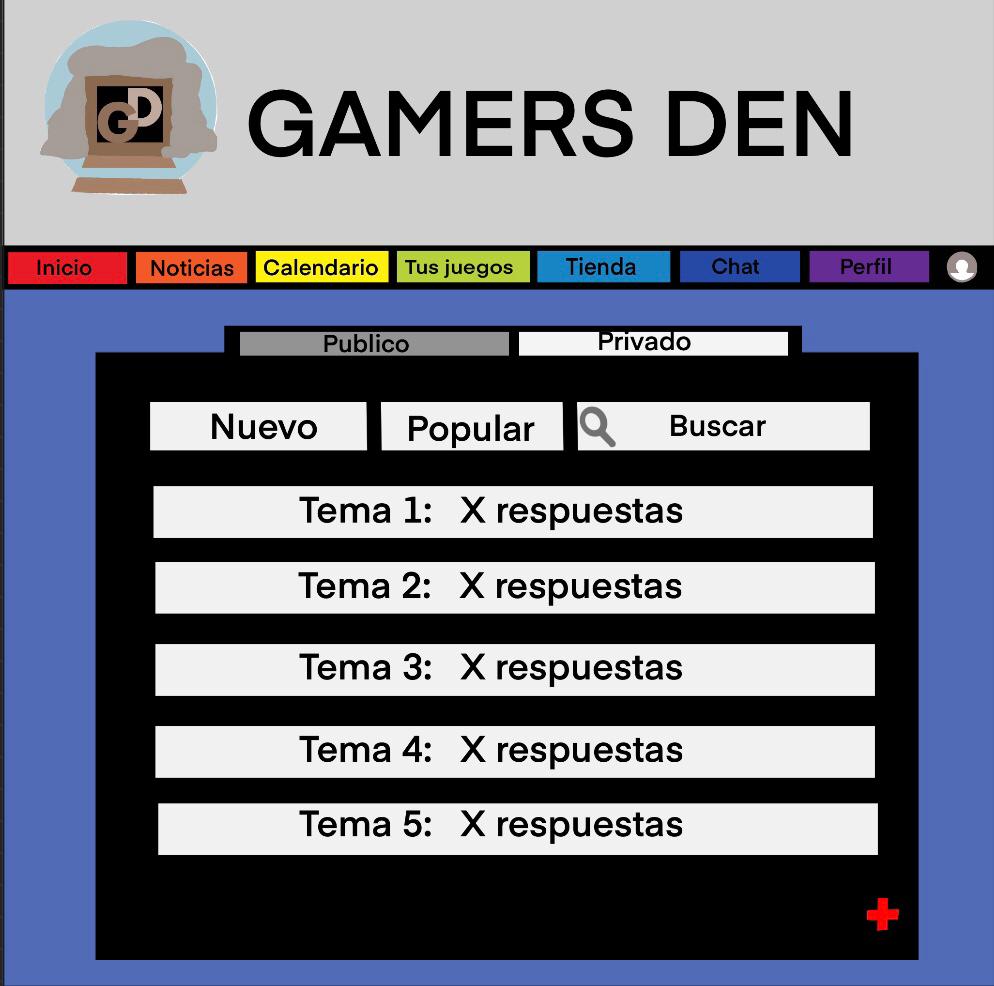 GD
GAMERS DEN
Inicio Noticias Calendario Tus juegos Tienda Chat Perfil
Publico Privado
Nuevo Popular Buscar
Tema 1: X respuestas
Tema 2: X respuestas
Tema 3: X respuestas
Tema 4: X respuestas
Tema 5: X respuestas